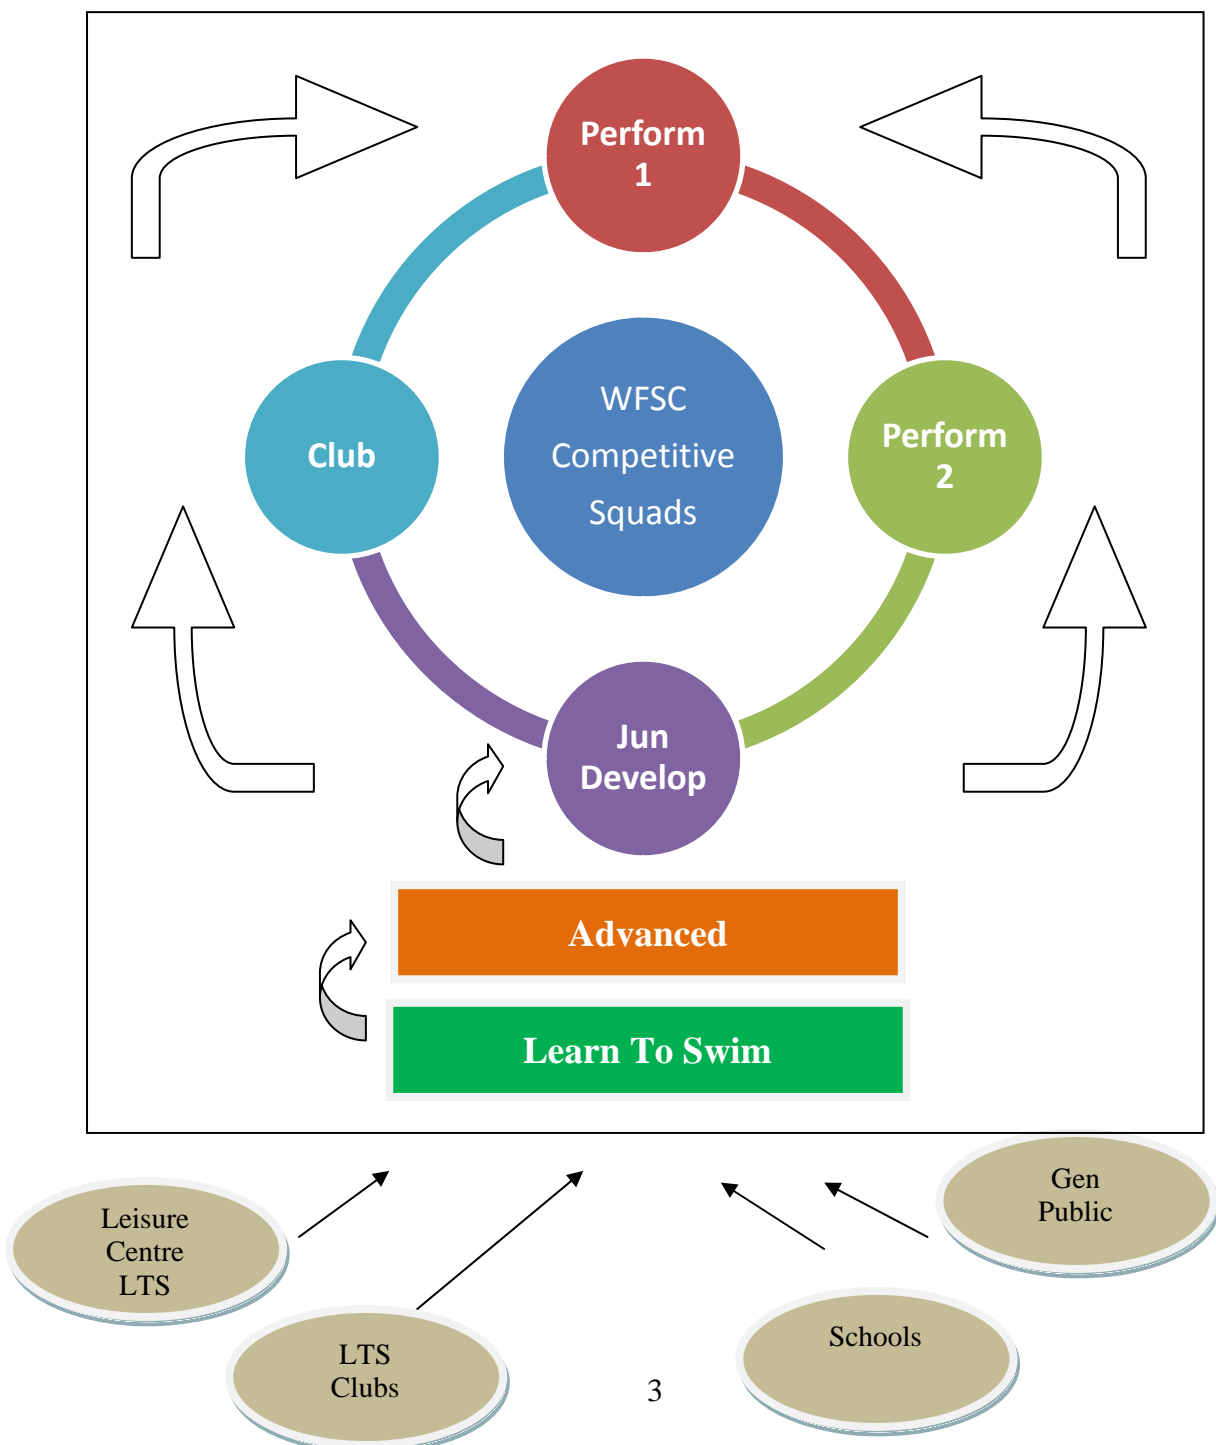 Perform
1
WFSC
Competitive
Squads
Club
Perform
2
Jun
Develop
Advanced
Learn To Swim
Gen
Public
Leisure
Centre
LTS
Schools
LTS
Clubs
3